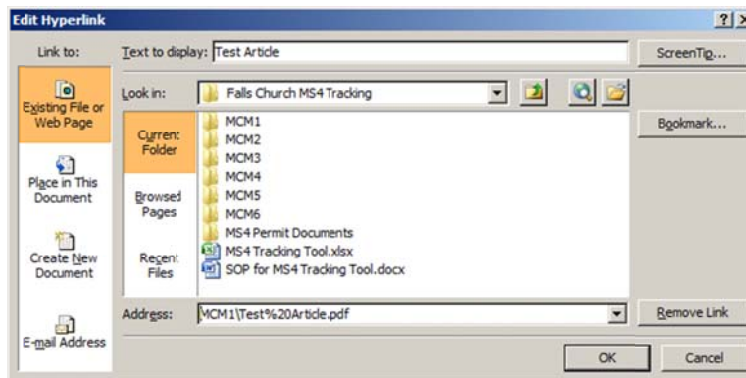 Edit Hyperlink
Link to:
Text to display: Test Article
ScreenTip...
Existing File or
Web Page
Look in: Falls Church MS4 Tracking
Bookmark...
Current
Folder
MCM1
MCM2
MCM3
MCM4
MCM5
MCM6
MS4 Permit Documents
MS4 Tracking Tool.xlsx
SOP for MS4 Tracking Tool.docx
Place in This
Document
Browsed
Pages
Create New
Document
Recent
Files
Address: MCM1\Test%20Article.pdf
Remove Link
E-mail Address
OK
Cancel